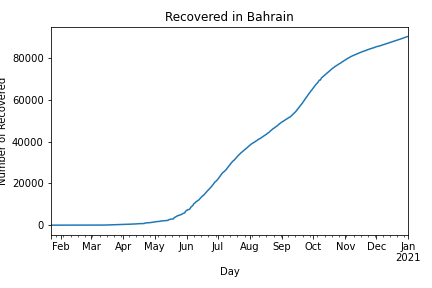 Recovered in Bahrain
Number of Recovered
80000
60000
40000
20000
0
Feb Mar Apr May Jun Jul Aug Sep Oct Nov Dec Jan
2021
Day